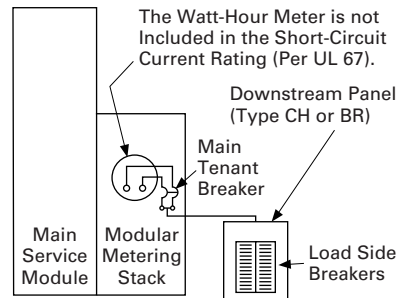 The Watt-Hour Meter is not
Included in the Short-Circuit
Current Rating (Per UL 67).
Downstream Panel
(Type CH or BR)
Main
Tenant
Breaker
Main
Service
Module
Modular
Metering
Stack
Load Side
Breakers